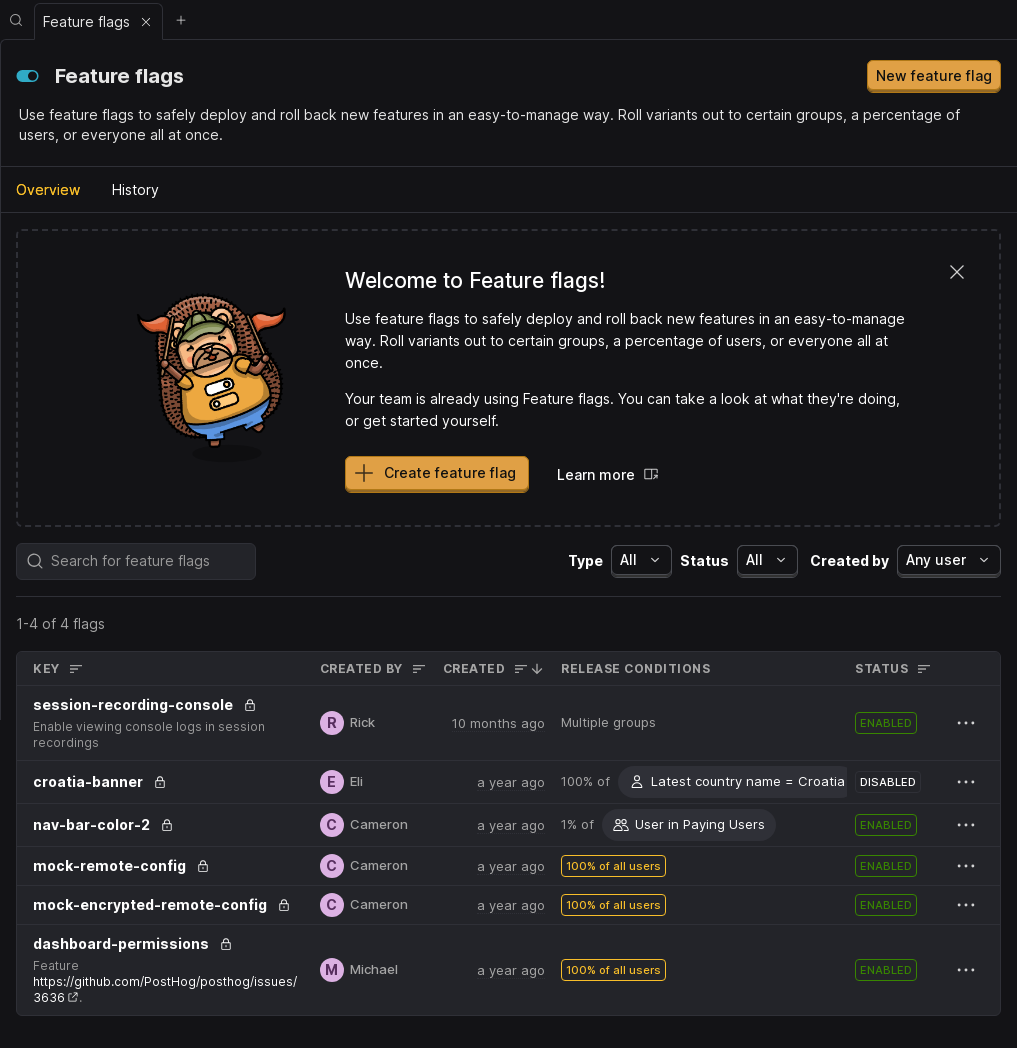 Feature flags
Feature flags
New feature flag
Use feature flags to safely deploy and roll back new features in an easy-to-manage way. Roll variants out to certain groups, a percentage of
users, or everyone all at once.
Overview
History
Welcome to Feature flags!
Use feature flags to safely deploy and roll back new features in an easy-to-manage
way. Roll variants out to certain groups, a percentage of users, or everyone all at
once.
Your team is already using Feature flags. You can take a look at what they're doing,
or get started yourself.
Create feature flag
Learn more
Search for feature flags
Type All Status All Created by Any user
1-4 of 4 flags
KEY CREATED BY CREATED RELEASE CONDITIONS STATUS
session-recording-console
Enable viewing console logs in session
recordings
R Rick 10 months ago Multiple groups ENABLED
croatia-banner E Eli a year ago 100% of Latest country name = Croatia DISABLED
nav-bar-color-2 C Cameron a year ago 1% of User in Paying Users ENABLED
mock-remote-config C Cameron a year ago 100% of all users ENABLED
mock-encrypted-remote-config C Cameron a year ago 100% of all users ENABLED
dashboard-permissions
Feature
https://github.com/PostHog/posthog/issues/
3636.
M Michael a year ago 100% of all users ENABLED